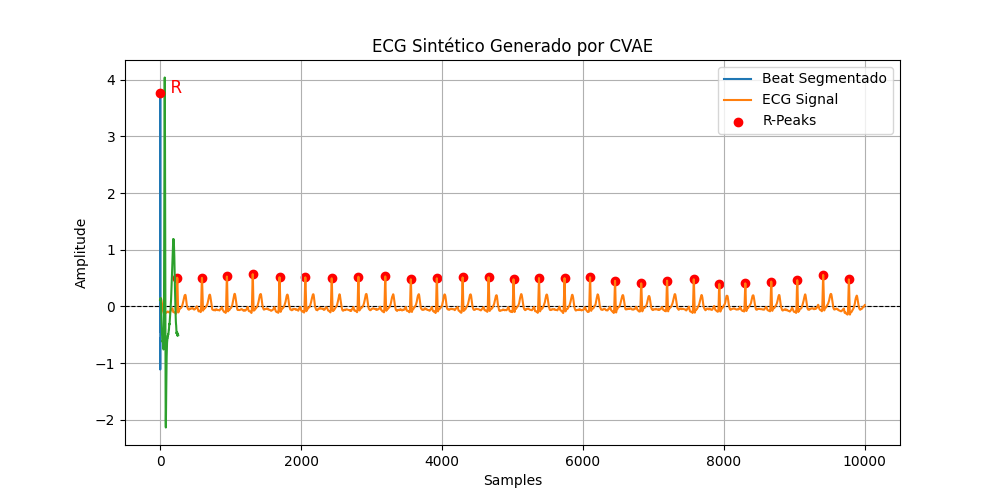 ECG Sintético Generado por CVAE
R
Beat Segmentado
ECG Signal
R-Peaks
Amplitude
4
3
2
1
0
−1
−2
0 2000 4000 6000 8000 10000
Samples